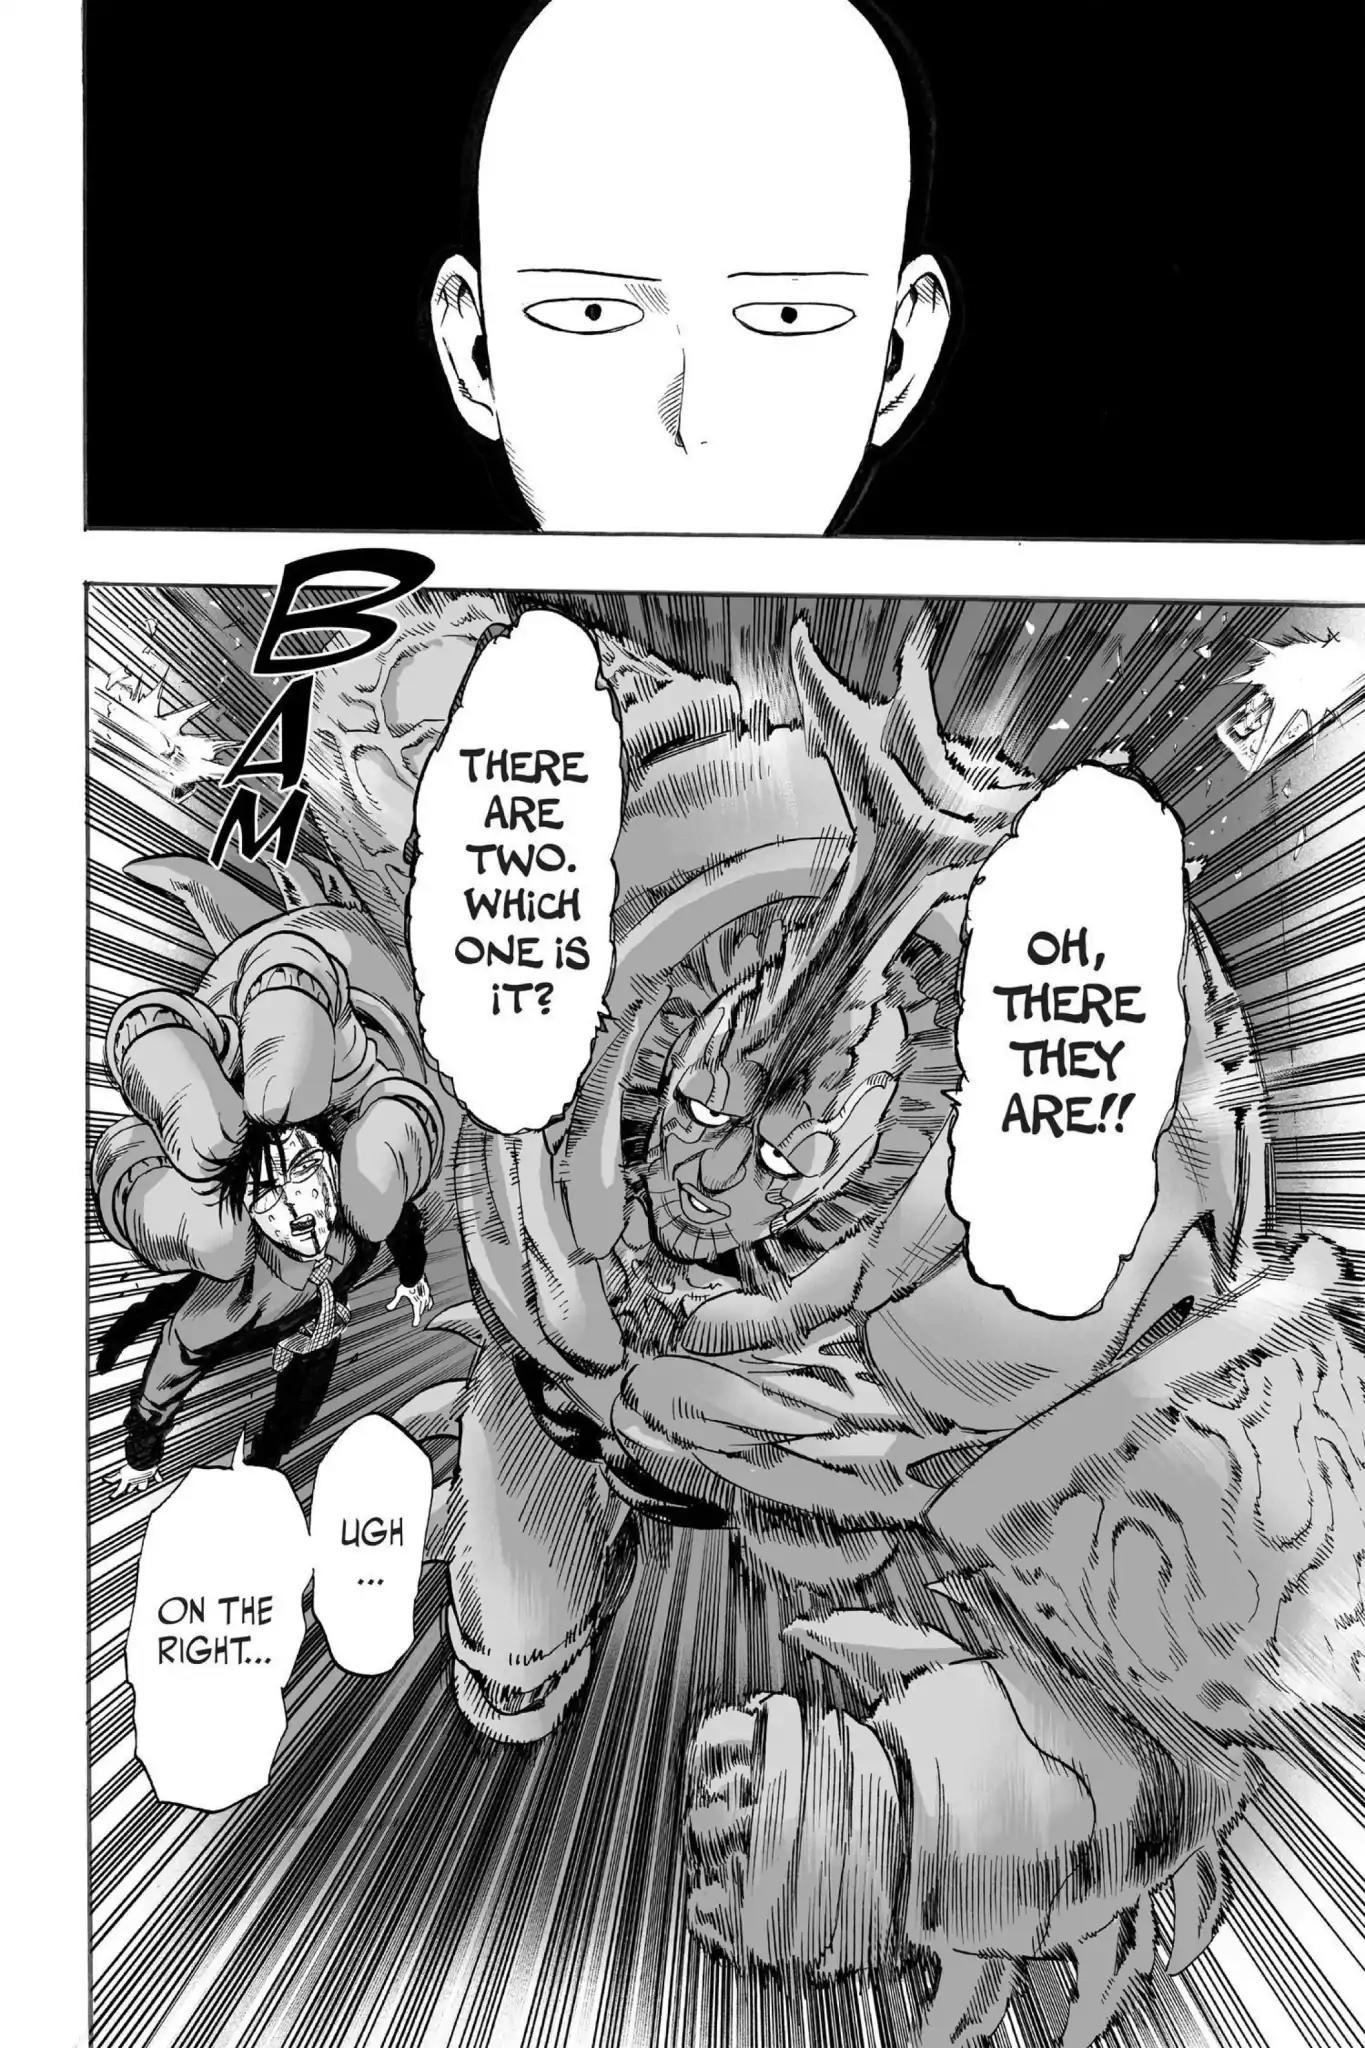 BAM
OH,
THERE
THEY
ARE!!
THERE
ARE
TWO.
WHICH
ONE IS
IT?
UGH
...
ON THE
RIGHT...